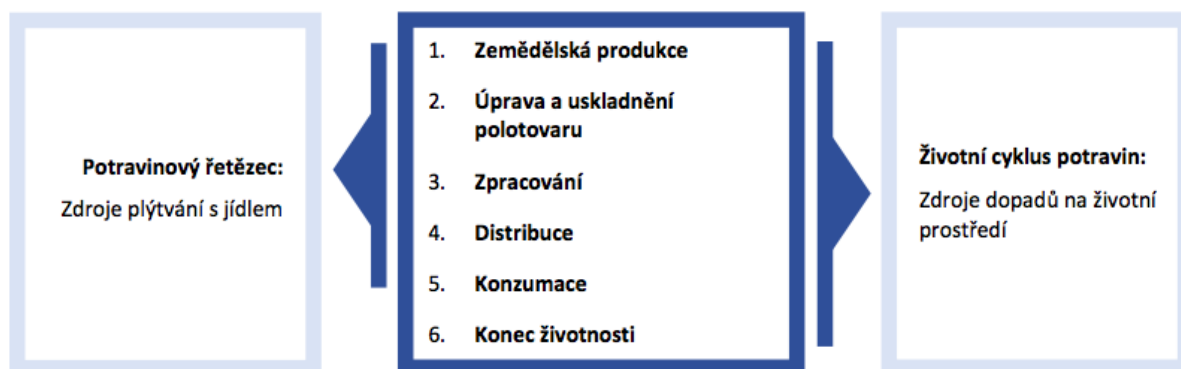 Potravinový řetězec:
Zdroje plýtvání s jídlem
1. Zemědělská produkce
2. Úprava a uskladnění
polotovaru
3. Zpracování
4. Distribuce
5. Konzumace
6. Konec životnosti
Životní cyklus potravin:
Zdroje dopadů na životní
prostředí